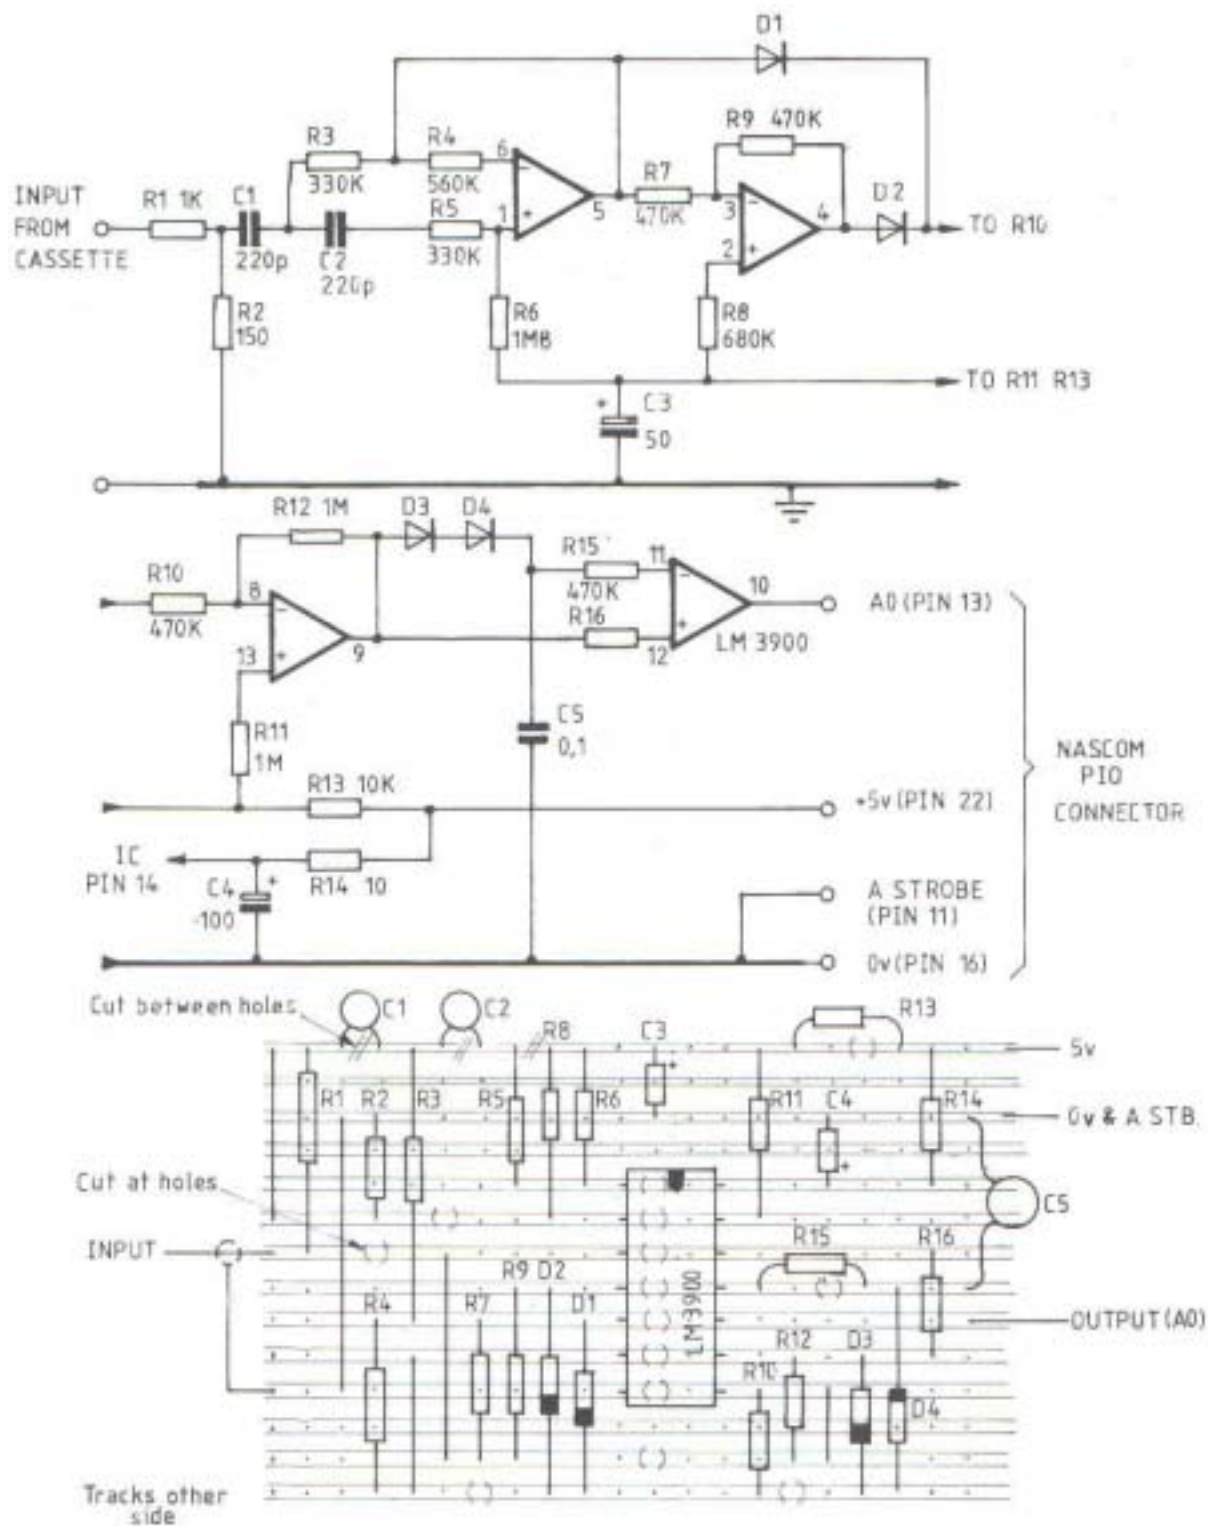 D1
R9 470K
R3
330K
R4
560K
6
R7
470K
3
4
D2
INPUT
FROM
CASSETTE
R1 1K
C1
220p
C2
220p
R5
330K
1
5
2
TO R10
R2
150
R6
1M8
R8
680K
TO R11 R13
+
C3
50
R12 1M
D3
D4
R10
470K
8
13
9
R15
470K
11
R16
12
10
LM 3900
A0 (PIN 13)
R11
1M
C5
0,1
R13 10K
+5v (PIN 22)
NASCOM
PIO
CONNECTOR
IC
PIN 14
R14 10
C4
100
+
A STROBE
(PIN 11)
0v (PIN 16)
Cut between holes
C1
C2
R8
C3
+
R13
5v
R1
R2
R3
R5
R6
R11
C4
+
R14
0v & A STB.
Cut at holes
C5
INPUT
R15
R16
R4
R7
R9
D2
D1
LM3900
OUTPUT (A0)
R12
D3
R10
D4
Tracks other
side